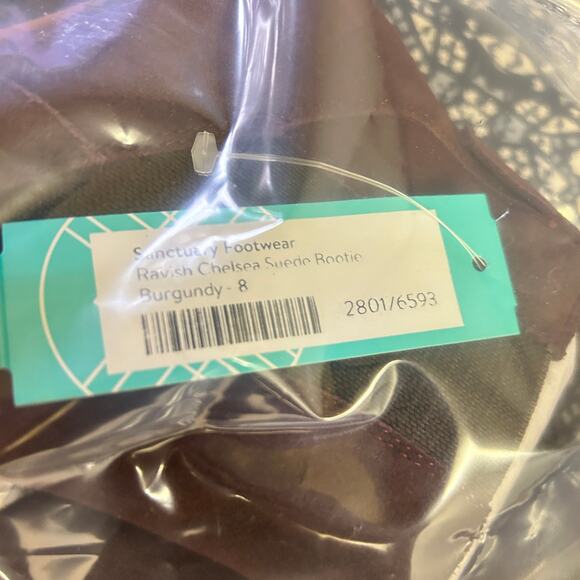 Sanctuary Footwear
Ravish Chelsea Suede Bootie
Burgundy - 8
2801/6593